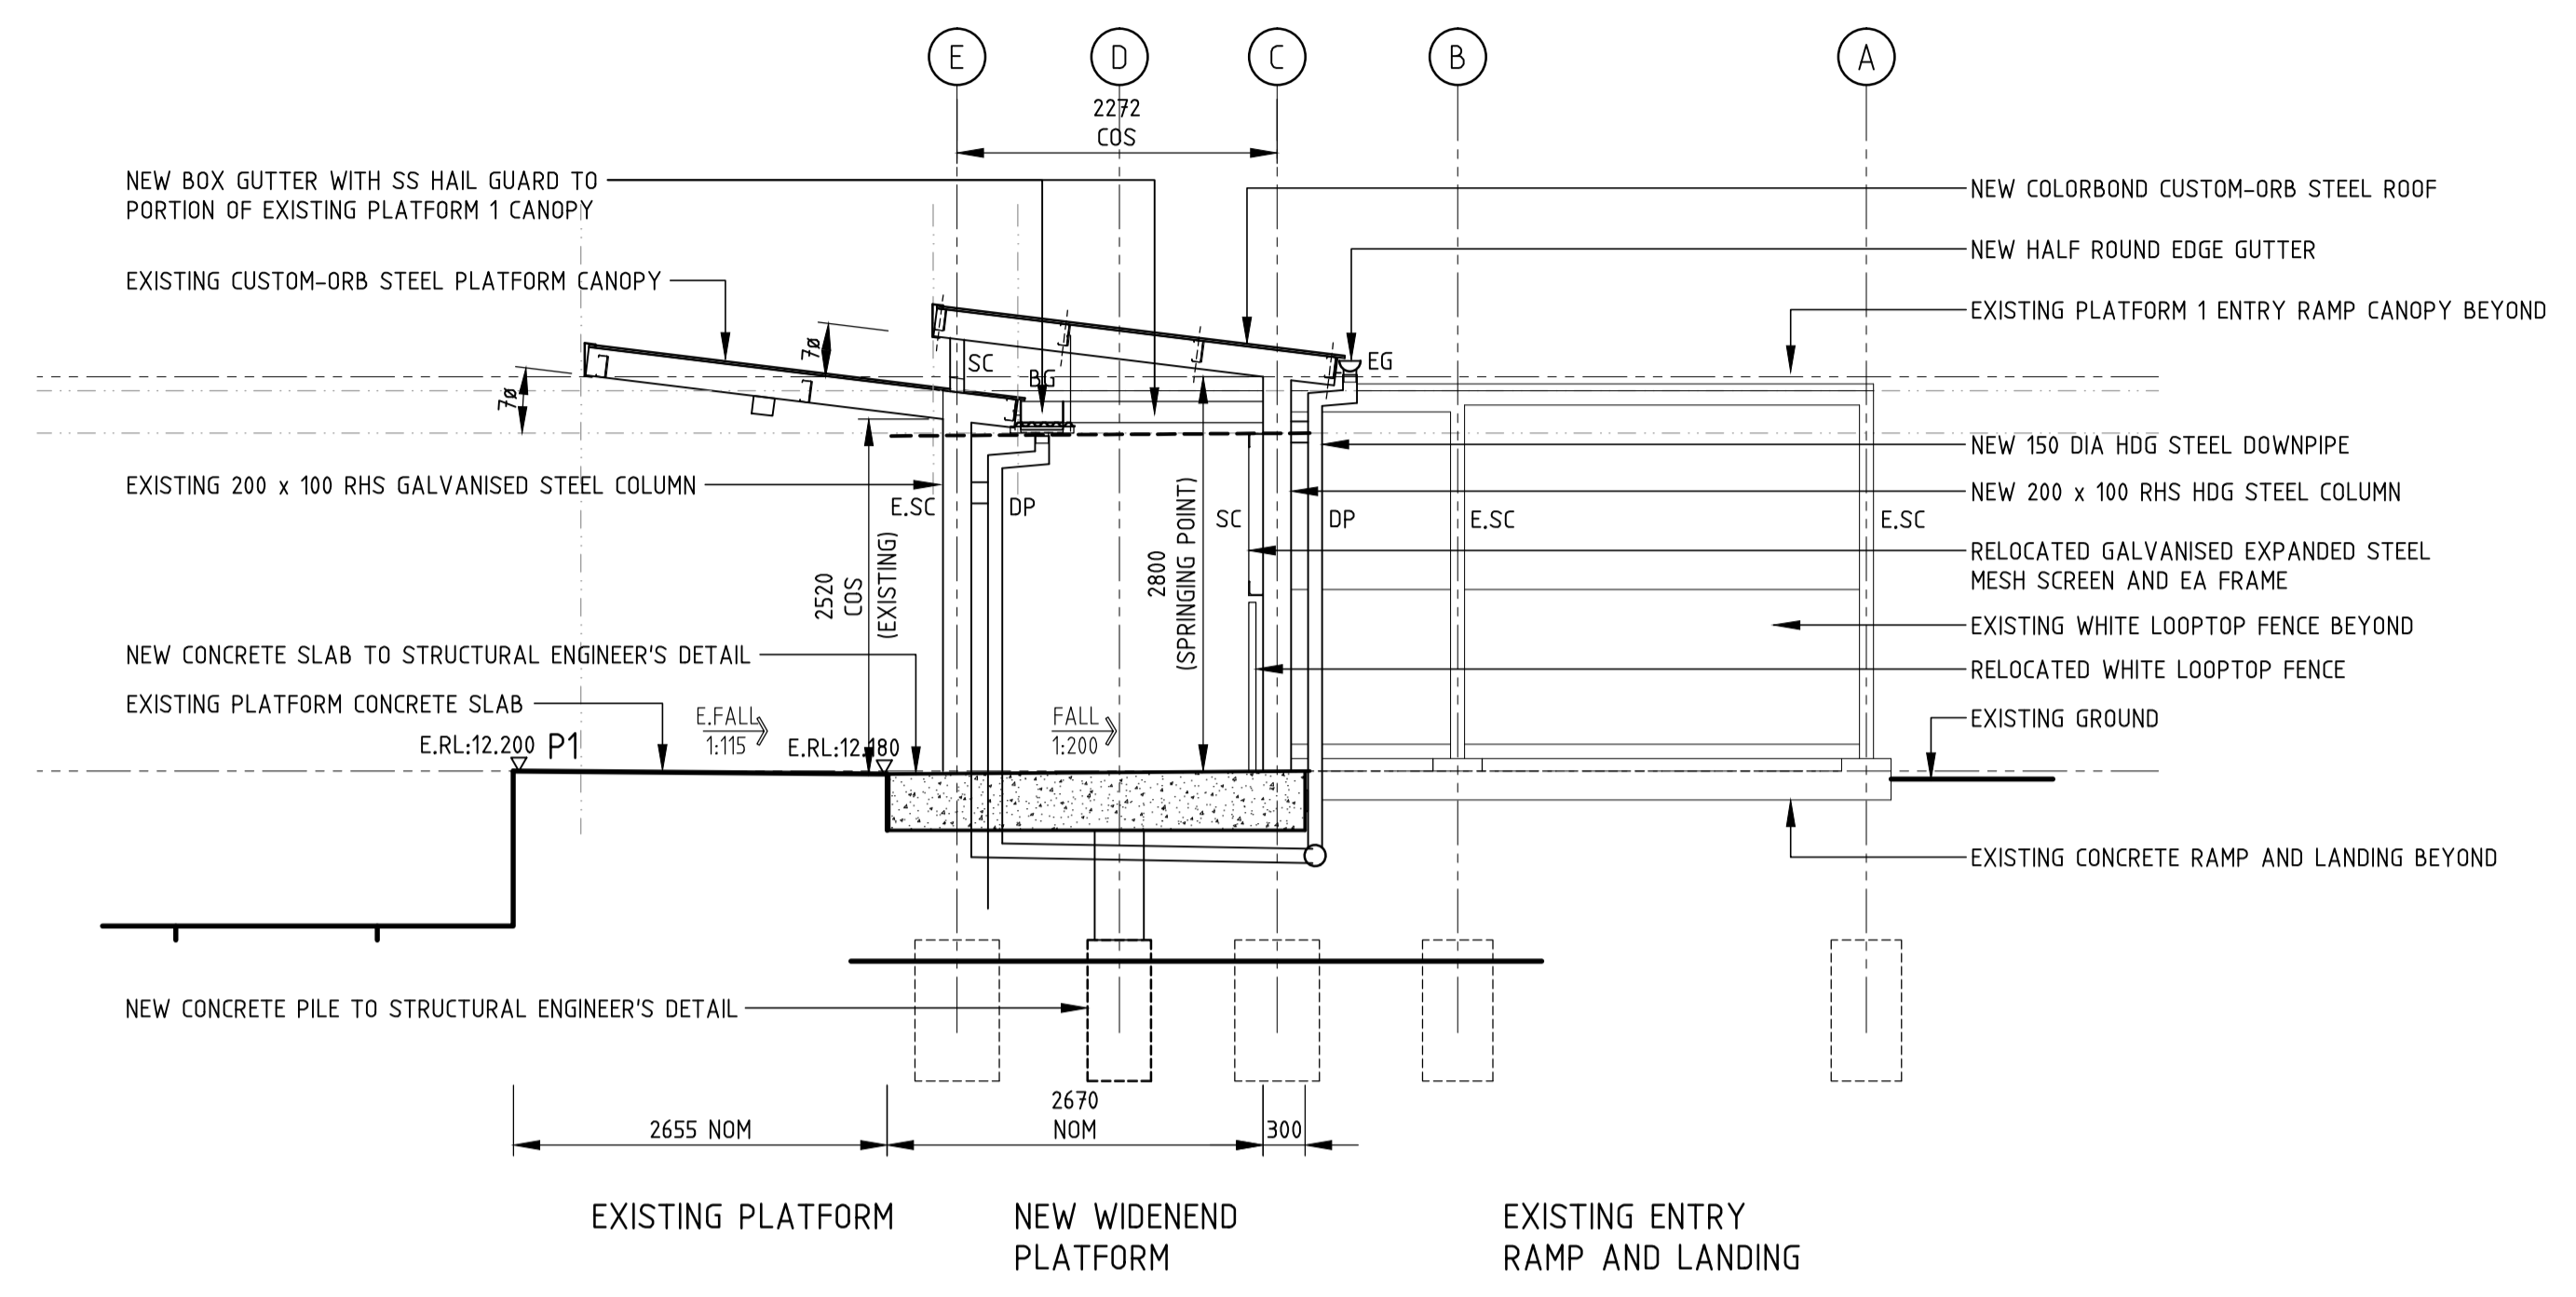 E
D
C
B
A
2272
COS
NEW BOX GUTTER WITH SS HAIL GUARD TO
PORTION OF EXISTING PLATFORM 1 CANOPY
EXISTING CUSTOM-ORB STEEL PLATFORM CANOPY
EXISTING 200 x 100 RHS GALVANISED STEEL COLUMN
NEW CONCRETE SLAB TO STRUCTURAL ENGINEER'S DETAIL
EXISTING PLATFORM CONCRETE SLAB
E.RL:12.200 P1
E.FALL
1:115
E.RL:12.180
FALL
1:200
7ø
7ø
SC
BG
EG
E.SC
DP
SC
DP
E.SC
E.SC
2520
COS
(EXISTING)
2800
(SPRINGING POINT)
NEW COLORBOND CUSTOM-ORB STEEL ROOF
NEW HALF ROUND EDGE GUTTER
EXISTING PLATFORM 1 ENTRY RAMP CANOPY BEYOND
NEW 150 DIA HDG STEEL DOWNPIPE
NEW 200 x 100 RHS HDG STEEL COLUMN
RELOCATED GALVANISED EXPANDED STEEL
MESH SCREEN AND EA FRAME
EXISTING WHITE LOOPTOP FENCE BEYOND
RELOCATED WHITE LOOPTOP FENCE
EXISTING GROUND
EXISTING CONCRETE RAMP AND LANDING BEYOND
NEW CONCRETE PILE TO STRUCTURAL ENGINEER'S DETAIL
2655 NOM
2670
NOM
300
EXISTING PLATFORM
NEW WIDENEND
PLATFORM
EXISTING ENTRY
RAMP AND LANDING